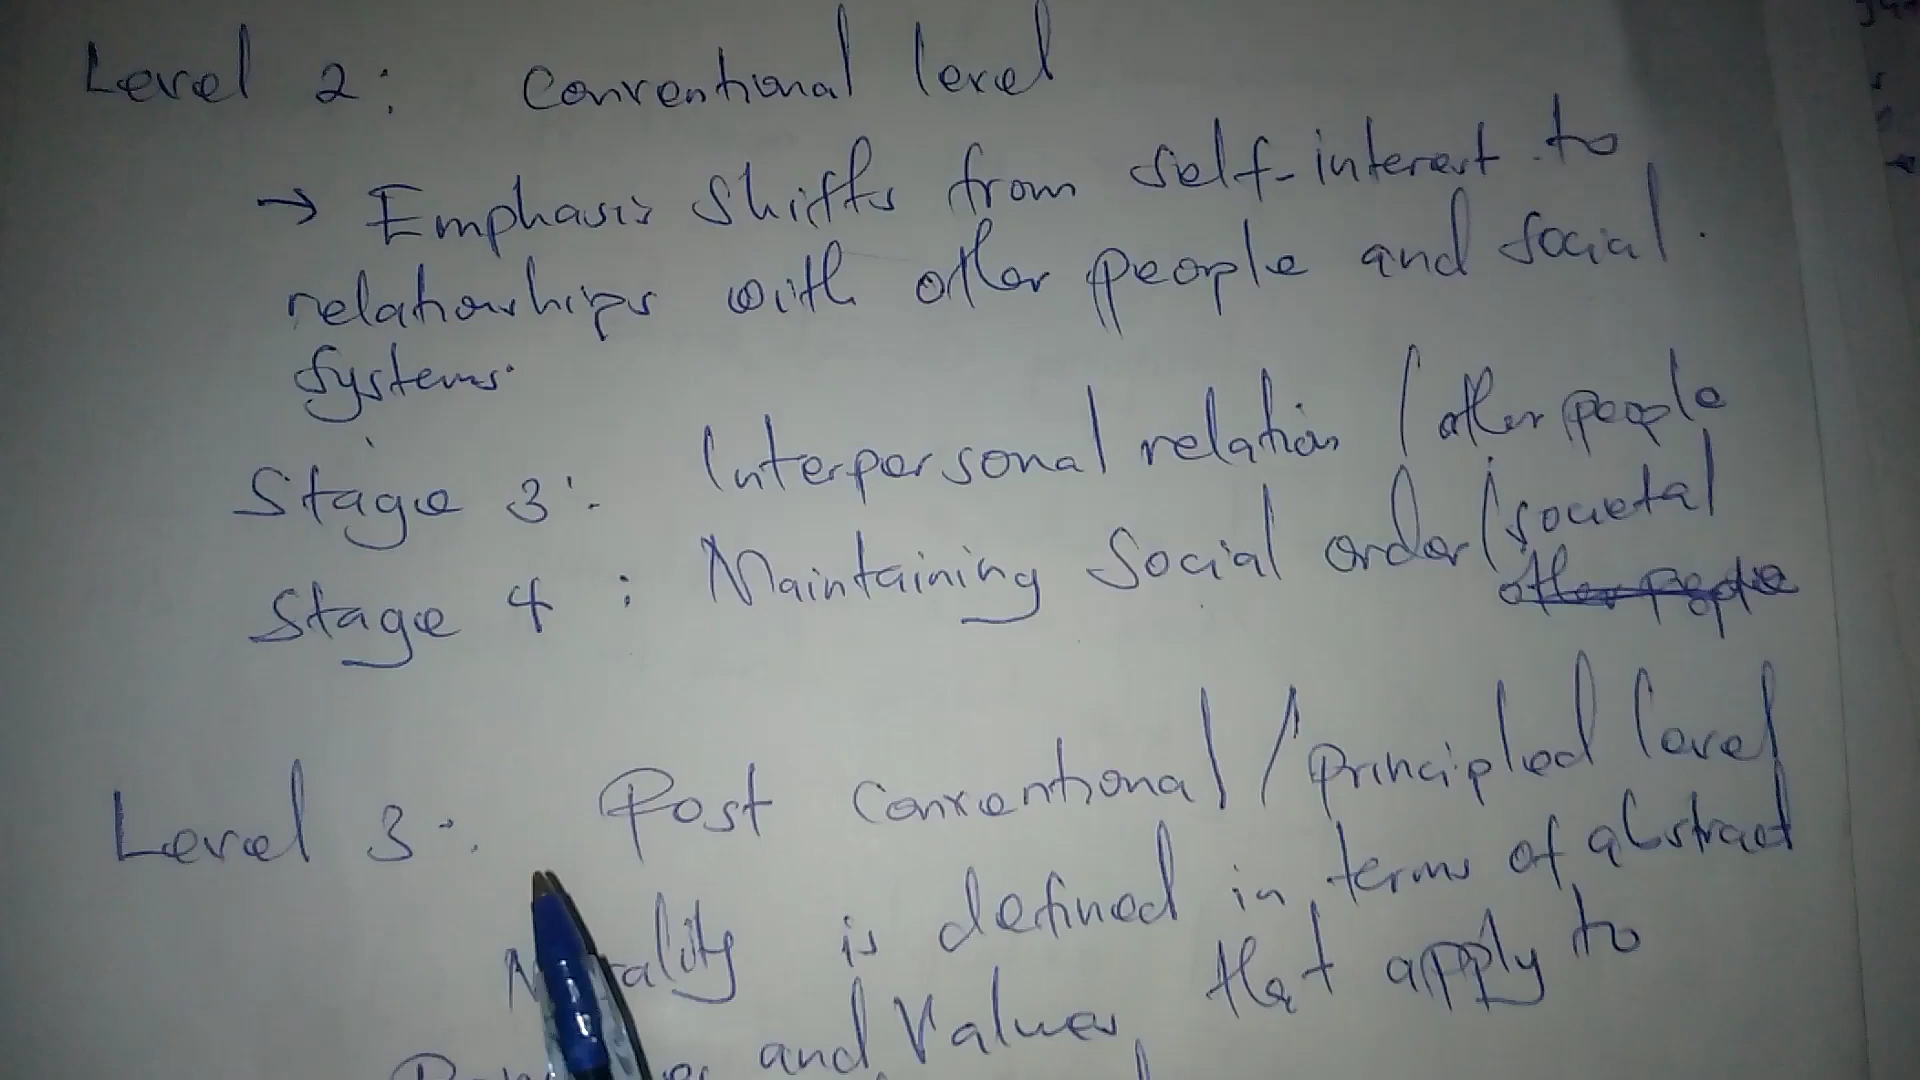 Level 2: Conventional level
→ Emphasis shifts from self-interest to
relationships with other people and social
systems.
Stage 3: Interpersonal relation / other people
Stage 4: Maintaining Social order / societal
other people
Level 3: Post Conventional / principled level
is defined in terms of abstract
and Values that apply to